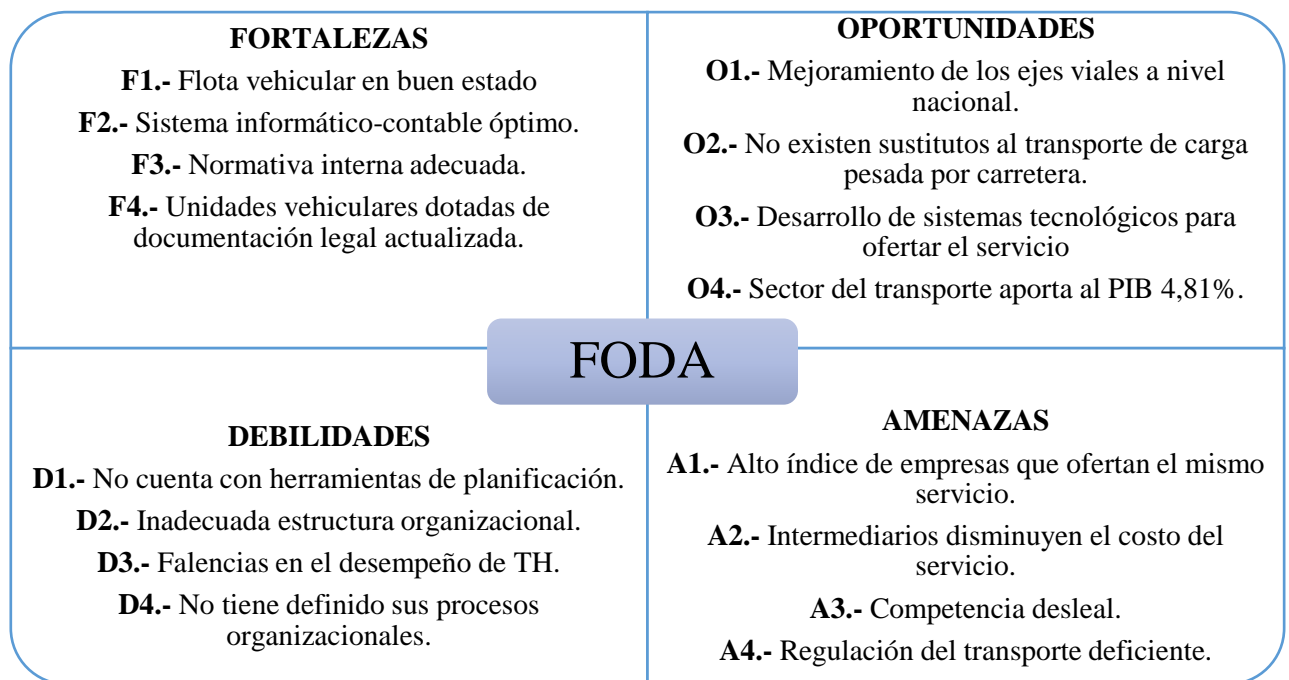 FORTALEZAS
F1.- Flota vehicular en buen estado
F2.- Sistema informático-contable óptimo.
F3.- Normativa interna adecuada.
F4.- Unidades vehiculares dotadas de
documentación legal actualizada.
OPORTUNIDADES
O1.- Mejoramiento de los ejes viales a nivel
nacional.
O2.- No existen sustitutos al transporte de carga
pesada por carretera.
O3.- Desarrollo de sistemas tecnológicos para
ofertar el servicio
O4.- Sector del transporte aporta al PIB 4,81%.
FODA
DEBILIDADES
D1.- No cuenta con herramientas de planificación.
D2.- Inadecuada estructura organizacional.
D3.- Falencias en el desempeño de TH.
D4.- No tiene definido sus procesos
organizacionales.
AMENAZAS
A1.- Alto índice de empresas que ofertan el mismo
servicio.
A2.- Intermediarios disminuyen el costo del
servicio.
A3.- Competencia desleal.
A4.- Regulación del transporte deficiente.